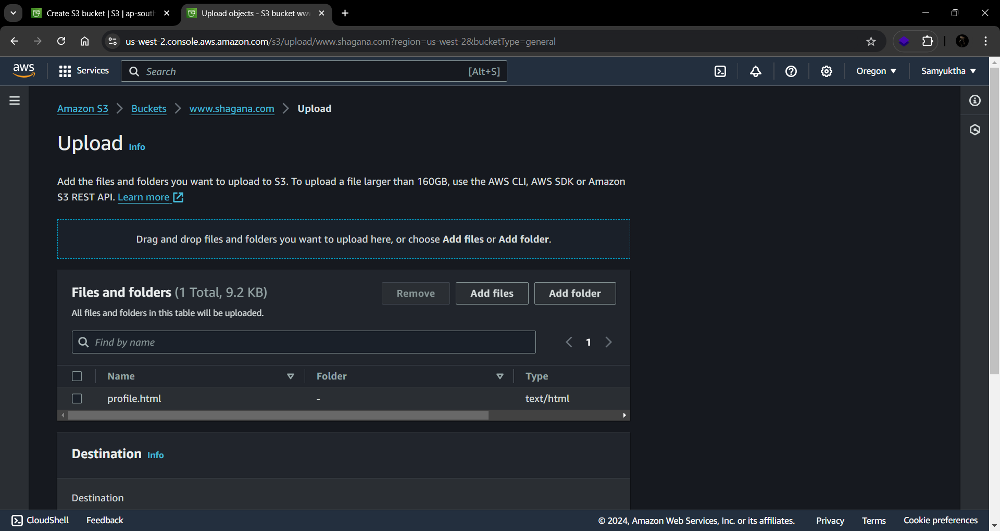 Create S3 bucket | S3 | ap-south
Upload objects - S3 bucket www
us-west-2.console.aws.amazon.com/s3/upload/www.shagana.com?region=us-west-2&bucketType=general
aws
Services
Search
[Alt+S]
Oregon
Samyuktha
Amazon S3
Buckets
www.shagana.com
Upload
Upload Info
Add the files and folders you want to upload to S3. To upload a file larger than 160GB, use the AWS CLI, AWS SDK or Amazon
S3 REST API. Learn more
Drag and drop files and folders you want to upload here, or choose Add files or Add folder.
Files and folders (1 Total, 9.2 KB)
Remove
Add files
Add folder
All files and folders in this table will be uploaded.
Find by name
1
Name
Folder
Type
profile.html
-
text/html
Destination Info
Destination
CloudShell
Feedback
© 2024, Amazon Web Services, Inc. or its affiliates.
Privacy
Terms
Cookie preferences